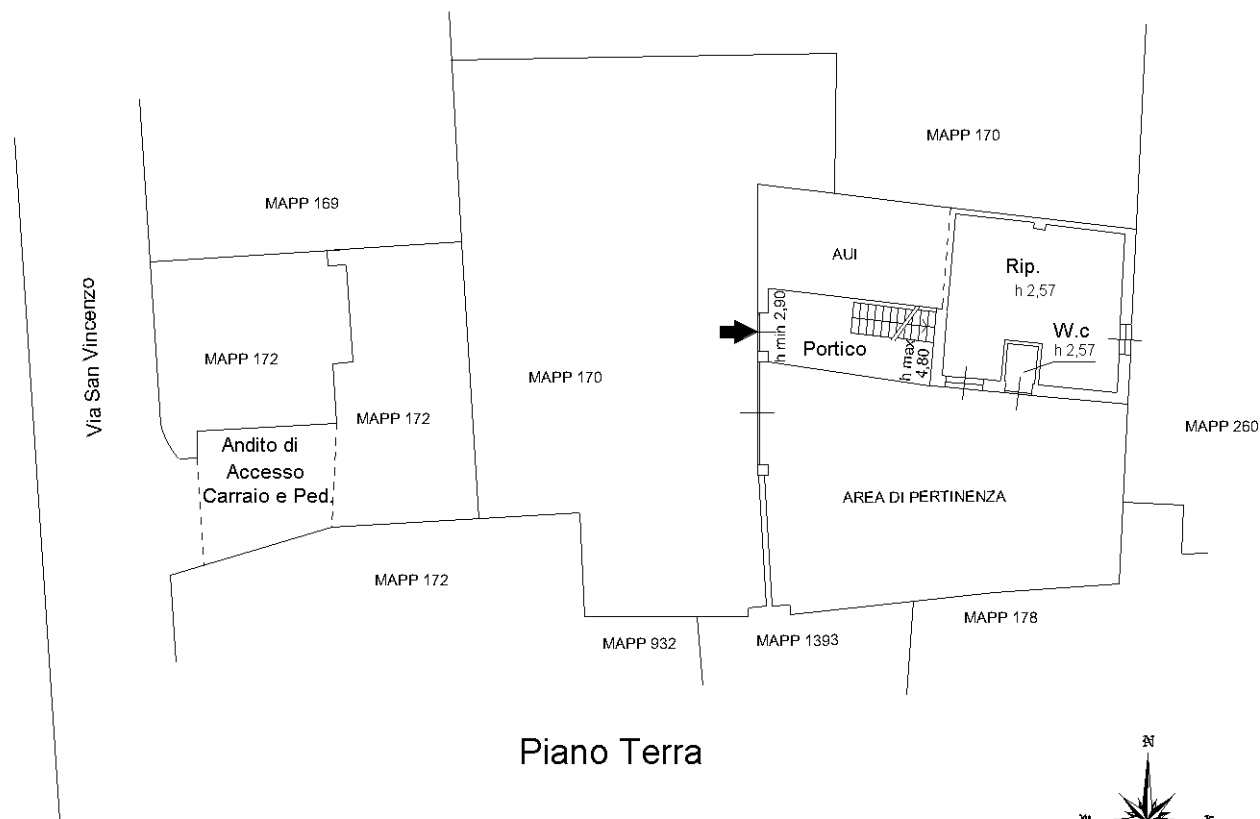 MAPP 170
MAPP 169
AUI
Rip.
h 2,57
Via San Vincenzo
h min 2,90
W.c
h 2,57
Portico
h max
4,80
MAPP 172
MAPP 170
MAPP 172
MAPP 260
Andito di
Accesso
Carraio e Ped.
AREA DI PERTINENZA
MAPP 172
MAPP 932
MAPP 1393
MAPP 178
Piano Terra
N